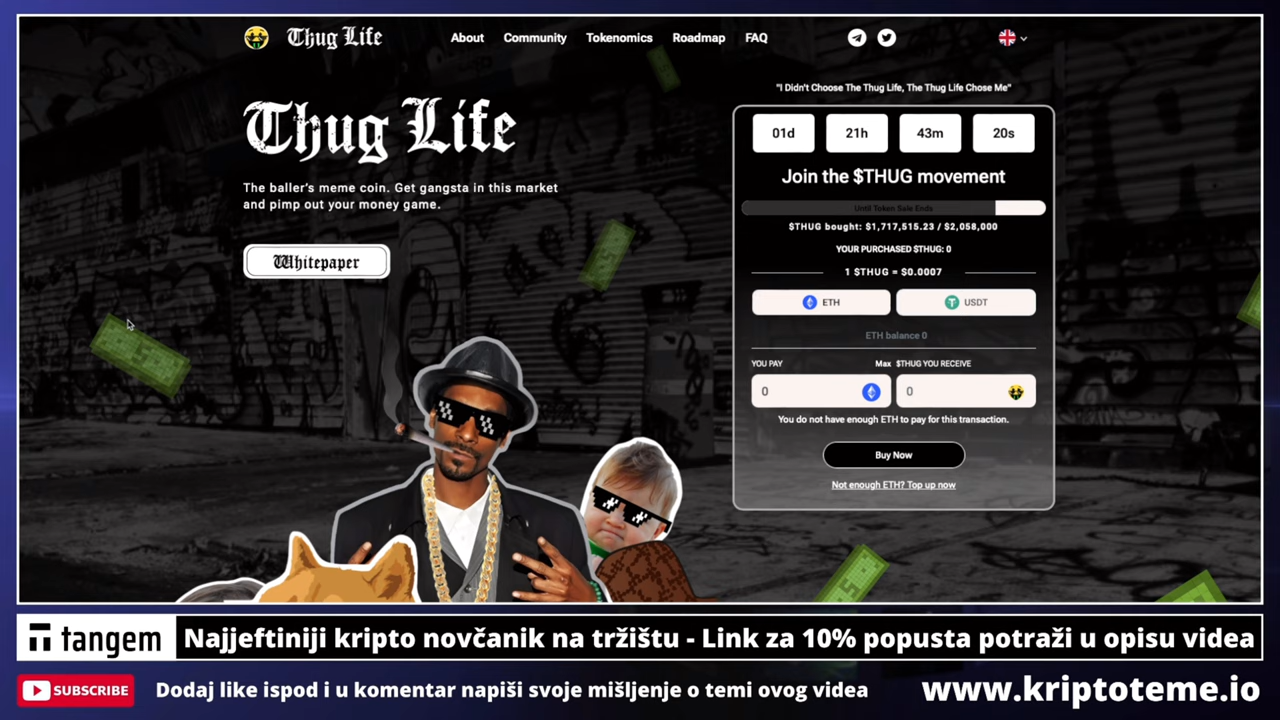 Thug Life
About
Community
Tokenomics
Roadmap
FAQ
Thug Life
The baller's meme coin. Get gangsta in this market
and pimp out your money game.
Whitepaper
"I Didn't Choose The Thug Life, The Thug Life Chose Me"
01d
21h
43m
20s
Join the $THUG movement
Until Token Sale Ends
$THUG bought: $1,717,515.23 / $2,058,000
YOUR PURCHASED $THUG: 0
1 $THUG = $0.0007
ETH
USDT
ETH balance 0
YOU PAY
Max
$THUG YOU RECEIVE
0
0
You do not have enough ETH to pay for this transaction.
Buy Now
Not enough ETH? Top up now
tangem
Najjeftiniji kripto novčanik na tržištu - Link za 10% popusta potraži u opisu videa
SUBSCRIBE
Dodaj like ispod i u komentar napiši svoje mišljenje o temi ovog videa
www.kriptoteme.io